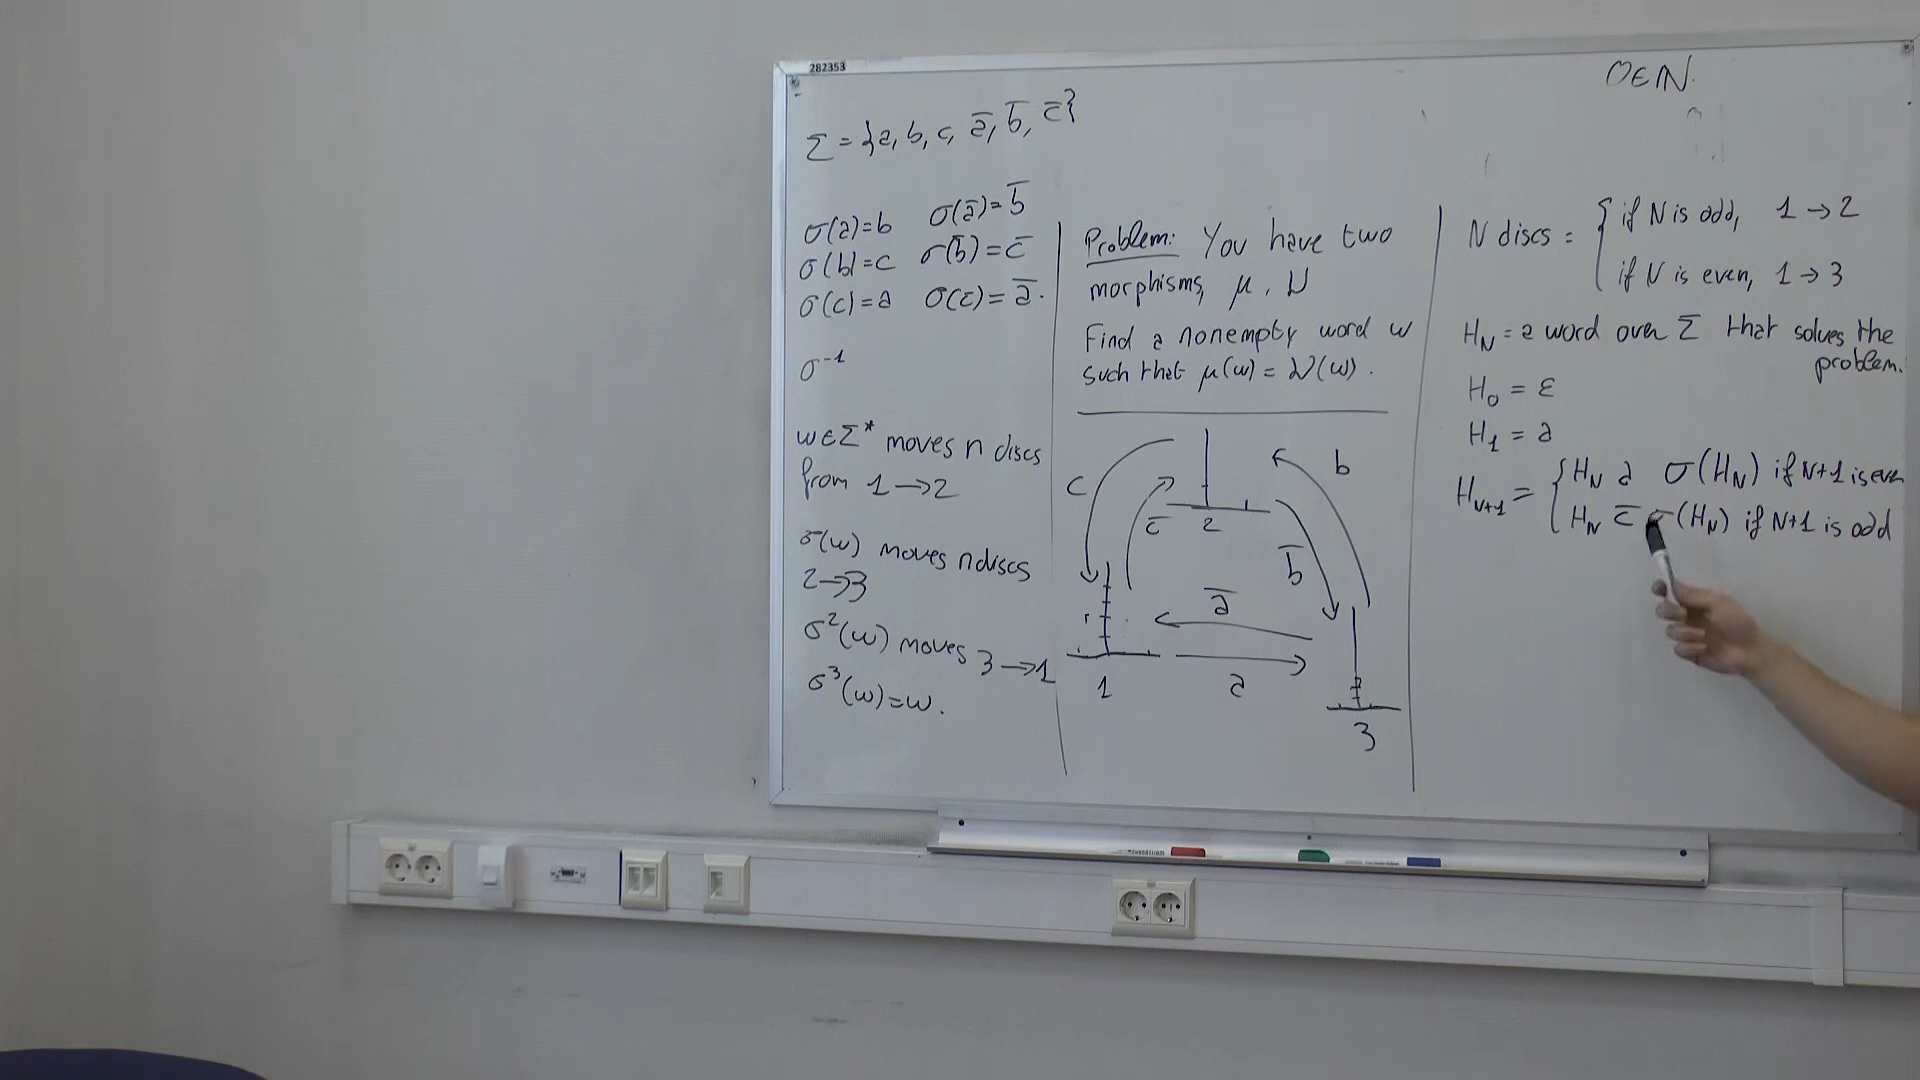 282353
0∈ℕ.
Σ = {a, b, c, a̅, b̅, c̅}
σ(a)=b σ(a̅)=b̅
σ(b)=c σ(b̅)=c̅
σ(c)=a σ(c̅)=a̅.
σ⁻¹
w∈Σ* moves n discs
from 1→2
σ(w) moves n discs
2→3
σ²(w) moves 3→1
σ³(w)=w.
Problem: You have two
morphisms, μ, ν
Find a nonempty word w
such that μ(w) = ν(w).
c
c̅
2
b
b̅
a̅
a
1
3
N discs = { if N is odd, 1→2
if N is even, 1→3
H_N = a word over Σ that solves the
problem.
H₀ = ε
H₁ = a
H_{N+1} = { H_N a σ(H_N) if N+1 is even
H_N c̅ σ(H_N) if N+1 is odd